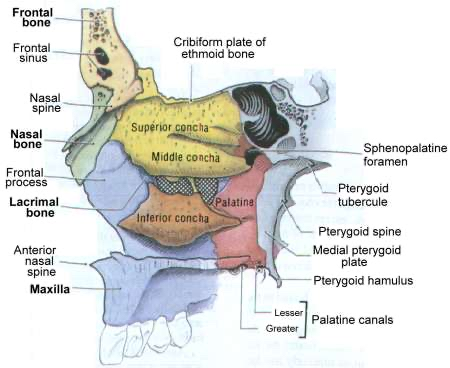 Frontal
bone
Frontal
sinus
Nasal
spine
Nasal
bone
Frontal
process
Lacrimal
bone
Anterior
nasal
spine
Maxilla
Cribiform plate of
ethmoid bone
Superior concha
Middle concha
Inferior concha
Palatine
Sphenopalatine
foramen
Pterygoid
tubercule
Pterygoid spine
Medial pterygoid
plate
Pterygoid hamulus
Lesser
Greater
Palatine canals